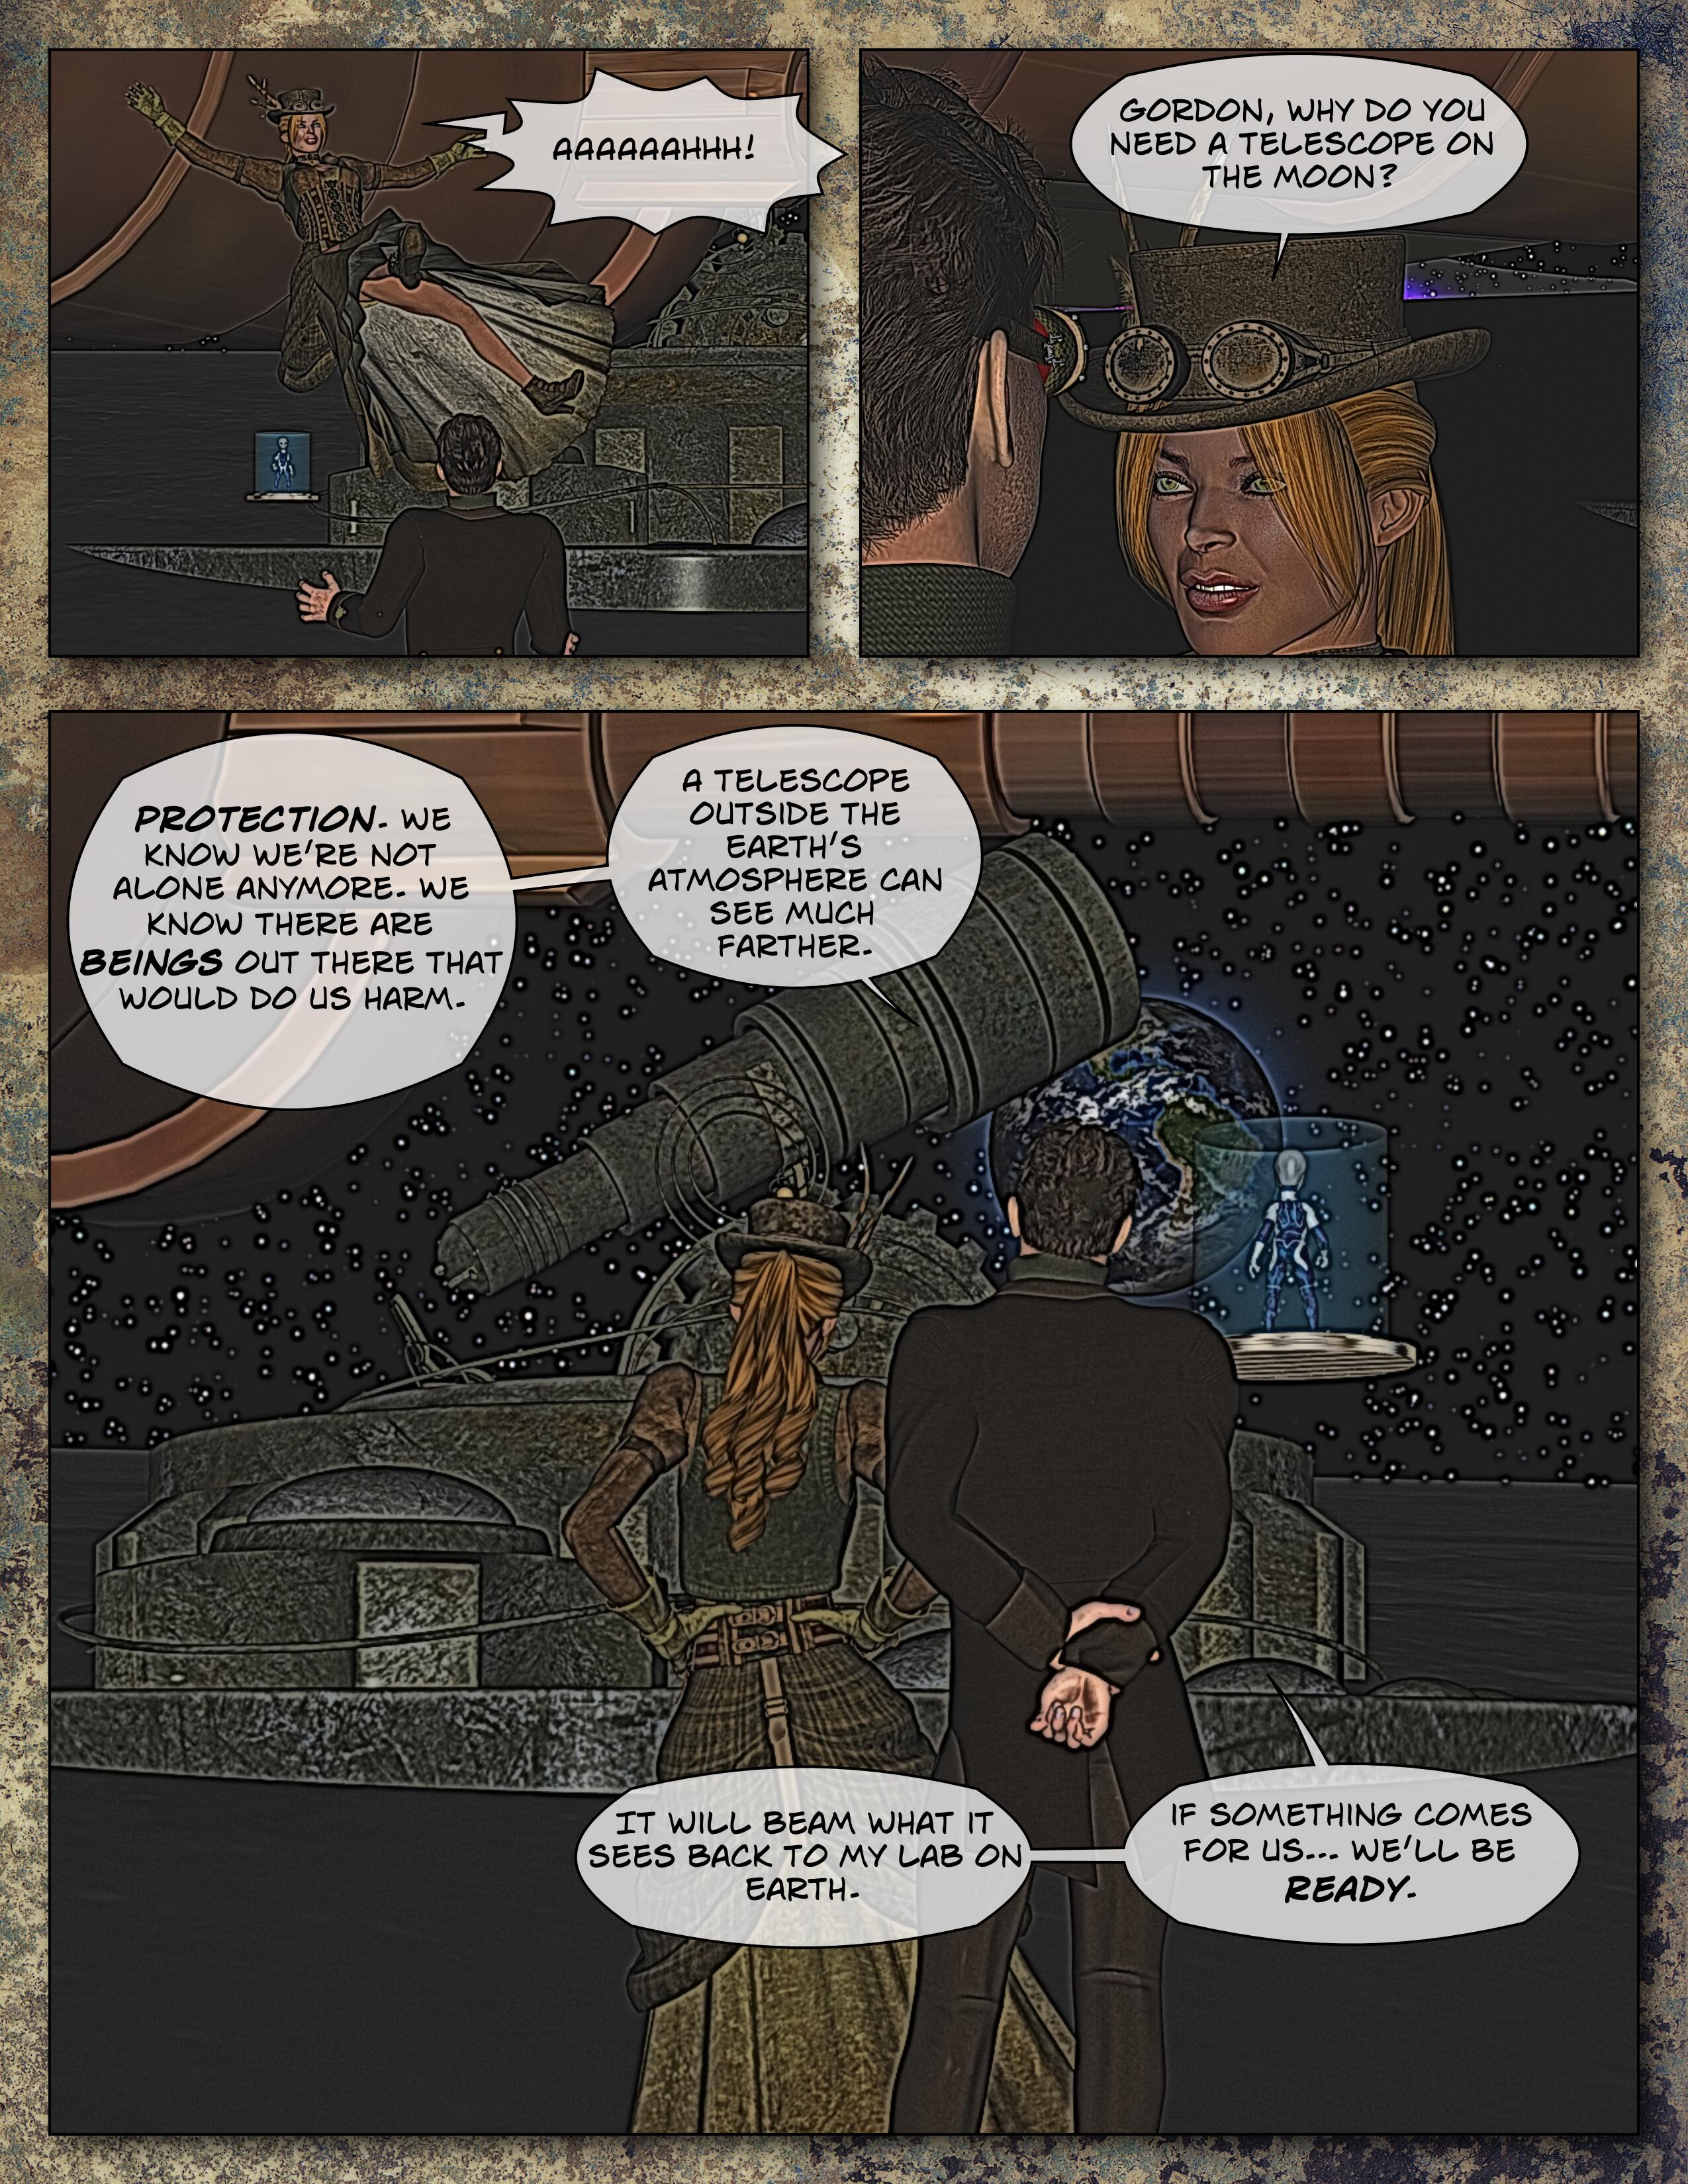 AAAAAAHHH!
GORDON, WHY DO YOU
NEED A TELESCOPE ON
THE MOON?
PROTECTION. WE
KNOW WE'RE NOT
ALONE ANYMORE. WE
KNOW THERE ARE
BEINGS OUT THERE THAT
WOULD DO US HARM.
A TELESCOPE
OUTSIDE THE
EARTH'S
ATMOSPHERE CAN
SEE MUCH
FARTHER.
IT WILL BEAM WHAT IT
SEES BACK TO MY LAB ON
EARTH.
IF SOMETHING COMES
FOR US... WE'LL BE
READY.